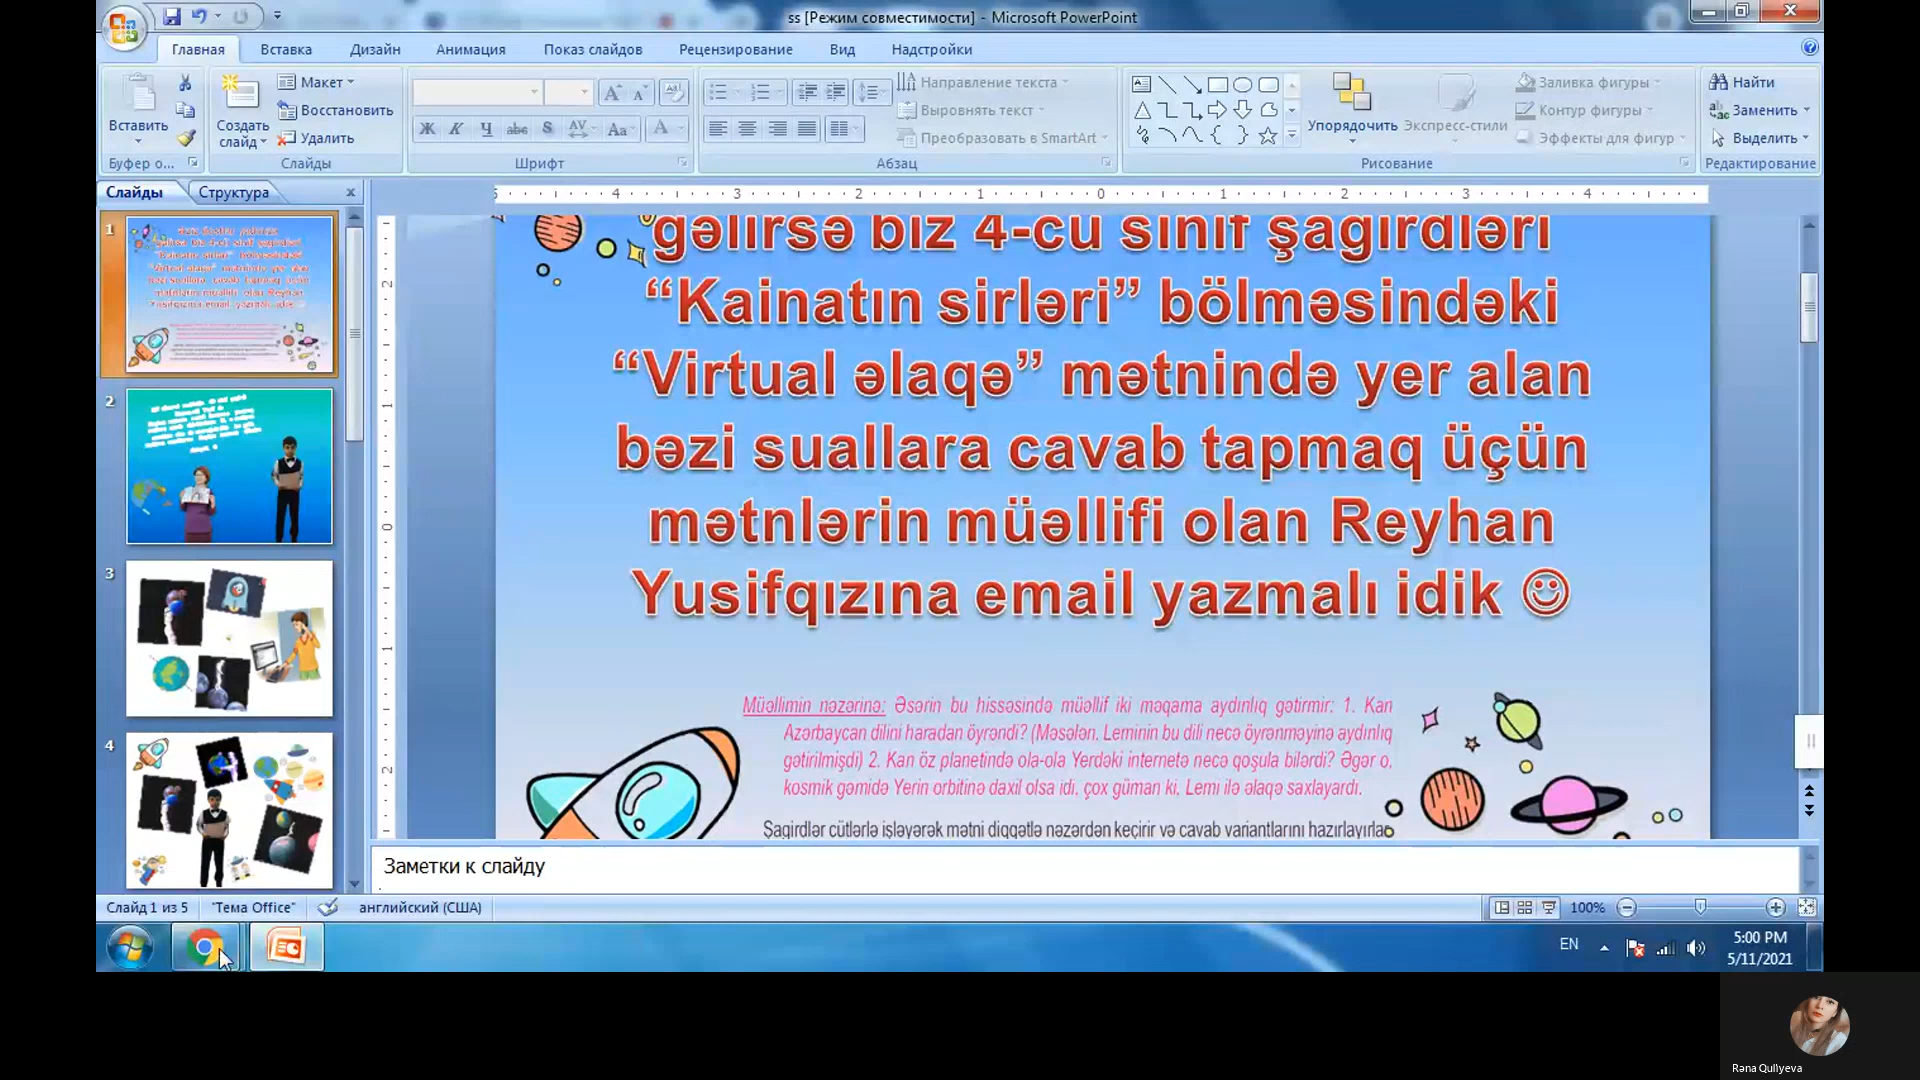 ss [Режим совместимости] - Microsoft PowerPoint
Главная
Вставка
Дизайн
Анимация
Показ слайдов
Рецензирование
Вид
Надстройки
Вставить
Буфер о...
Создать слайд
Макет
Восстановить
Удалить
Слайды
Шрифт
Направление текста
Выровнять текст
Преобразовать в SmartArt
Абзац
Упорядочить
Экспресс-стили
Заливка фигуры
Контур фигуры
Эффекты для фигур
Рисование
Найти
Заменить
Выделить
Редактирование
Слайды
Структура
1
2
3
4
gəlirsə biz 4-cü sinif şagirdləri
“Kainatın sirləri” bölməsindəki
“Virtual əlaqə” mətnində yer alan
bəzi suallara cavab tapmaq üçün
mətnlərin müəllifi olan Reyhan
Yusifqızına email yazmalı idik ☺
Müəllimin nəzərinə: Əsərin bu hissəsində müəllif iki məqama aydınlıq gətirmir: 1. Kan
Azərbaycan dilini haradan öyrəndi? (Məsələn, Leminin bu dili necə öyrənməyinə aydınlıq
gətirilmişdi) 2. Kan öz planetində ola-ola Yerdəki internetə necə qoşula bilərdi? Əgər o,
kosmik gəmidə Yerin orbitinə daxil olsa idi, çox güman ki, Lemi ilə əlaqə saxlayardı.
Şagirdlər cütlərlə işləyərək mətni diqqətlə nəzərdən keçirir və cavab variantlarını hazırlayırlar.
Заметки к слайду
Слайд 1 из 5
"Тема Office"
английский (США)
100%
EN
5:00 PM
5/11/2021
Rəna Quliyeva